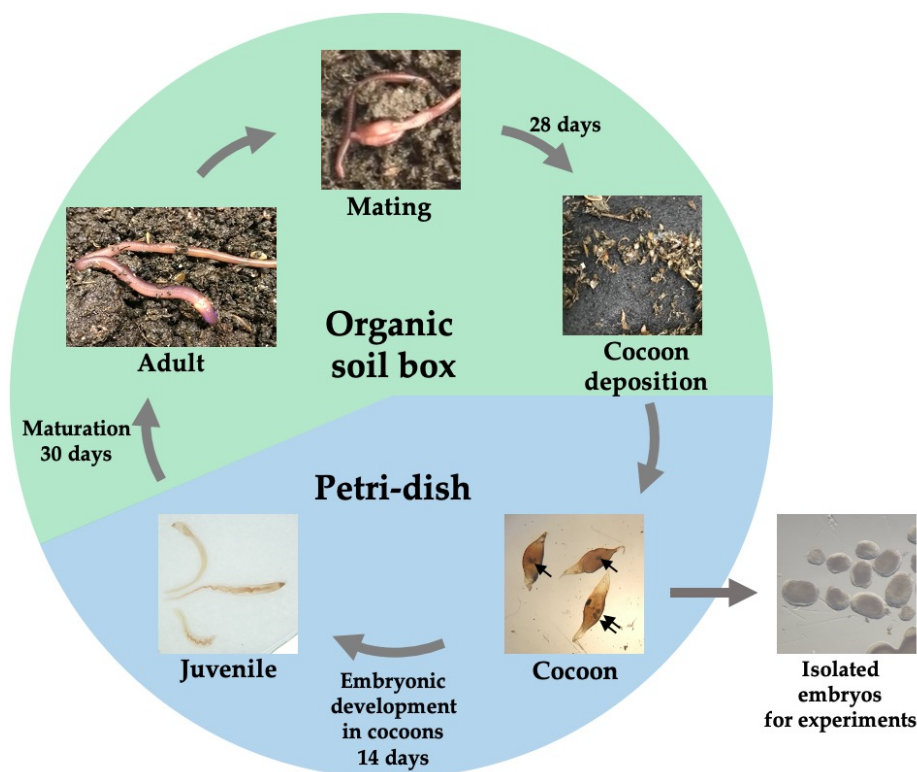 Mating
28 days
Adult
Organic
soil box
Cocoon
deposition
Maturation
30 days
Petri-dish
Juvenile
Embryonic
development
in cocoons
14 days
Cocoon
Isolated
embryos
for experiments